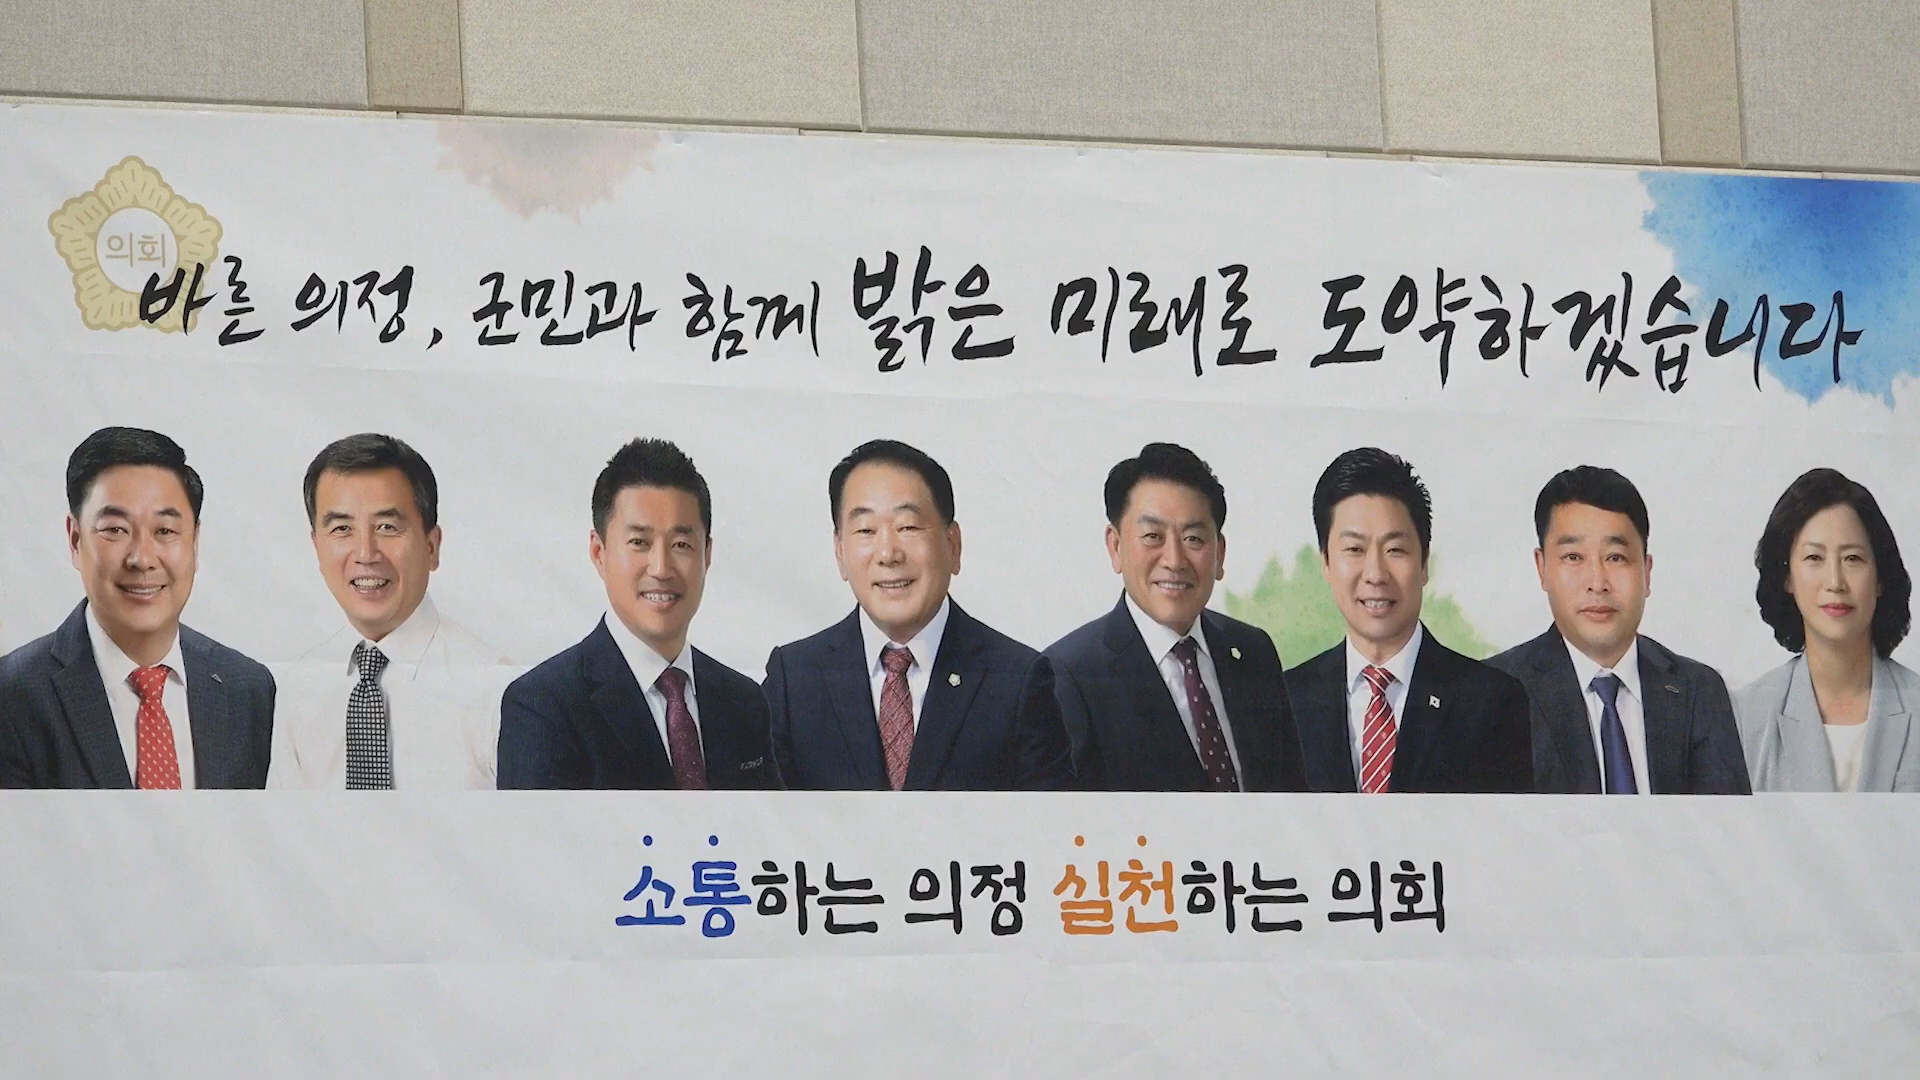 의회
바른 의정, 군민과 함께 밝은 미래로 도약하겠습니다
소통하는 의정 실천하는 의회